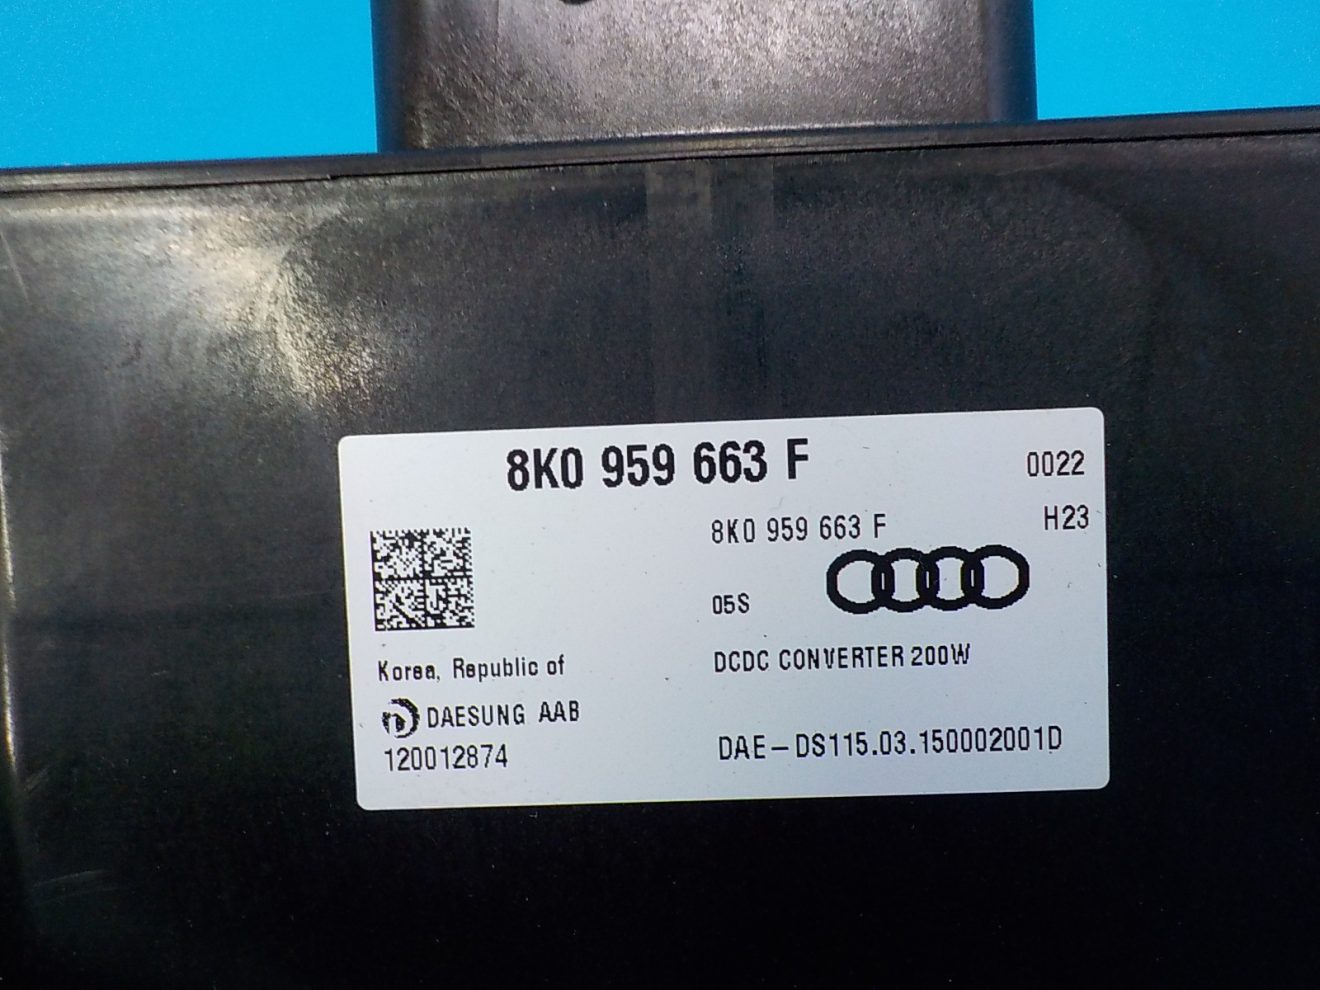 8K0 959 663 F
0022
8K0 959 663 F
H23
05S
Korea, Republic of
DCDC CONVERTER 200W
DAESUNG AAB
120012874
DAE-DS115.03.150002001D